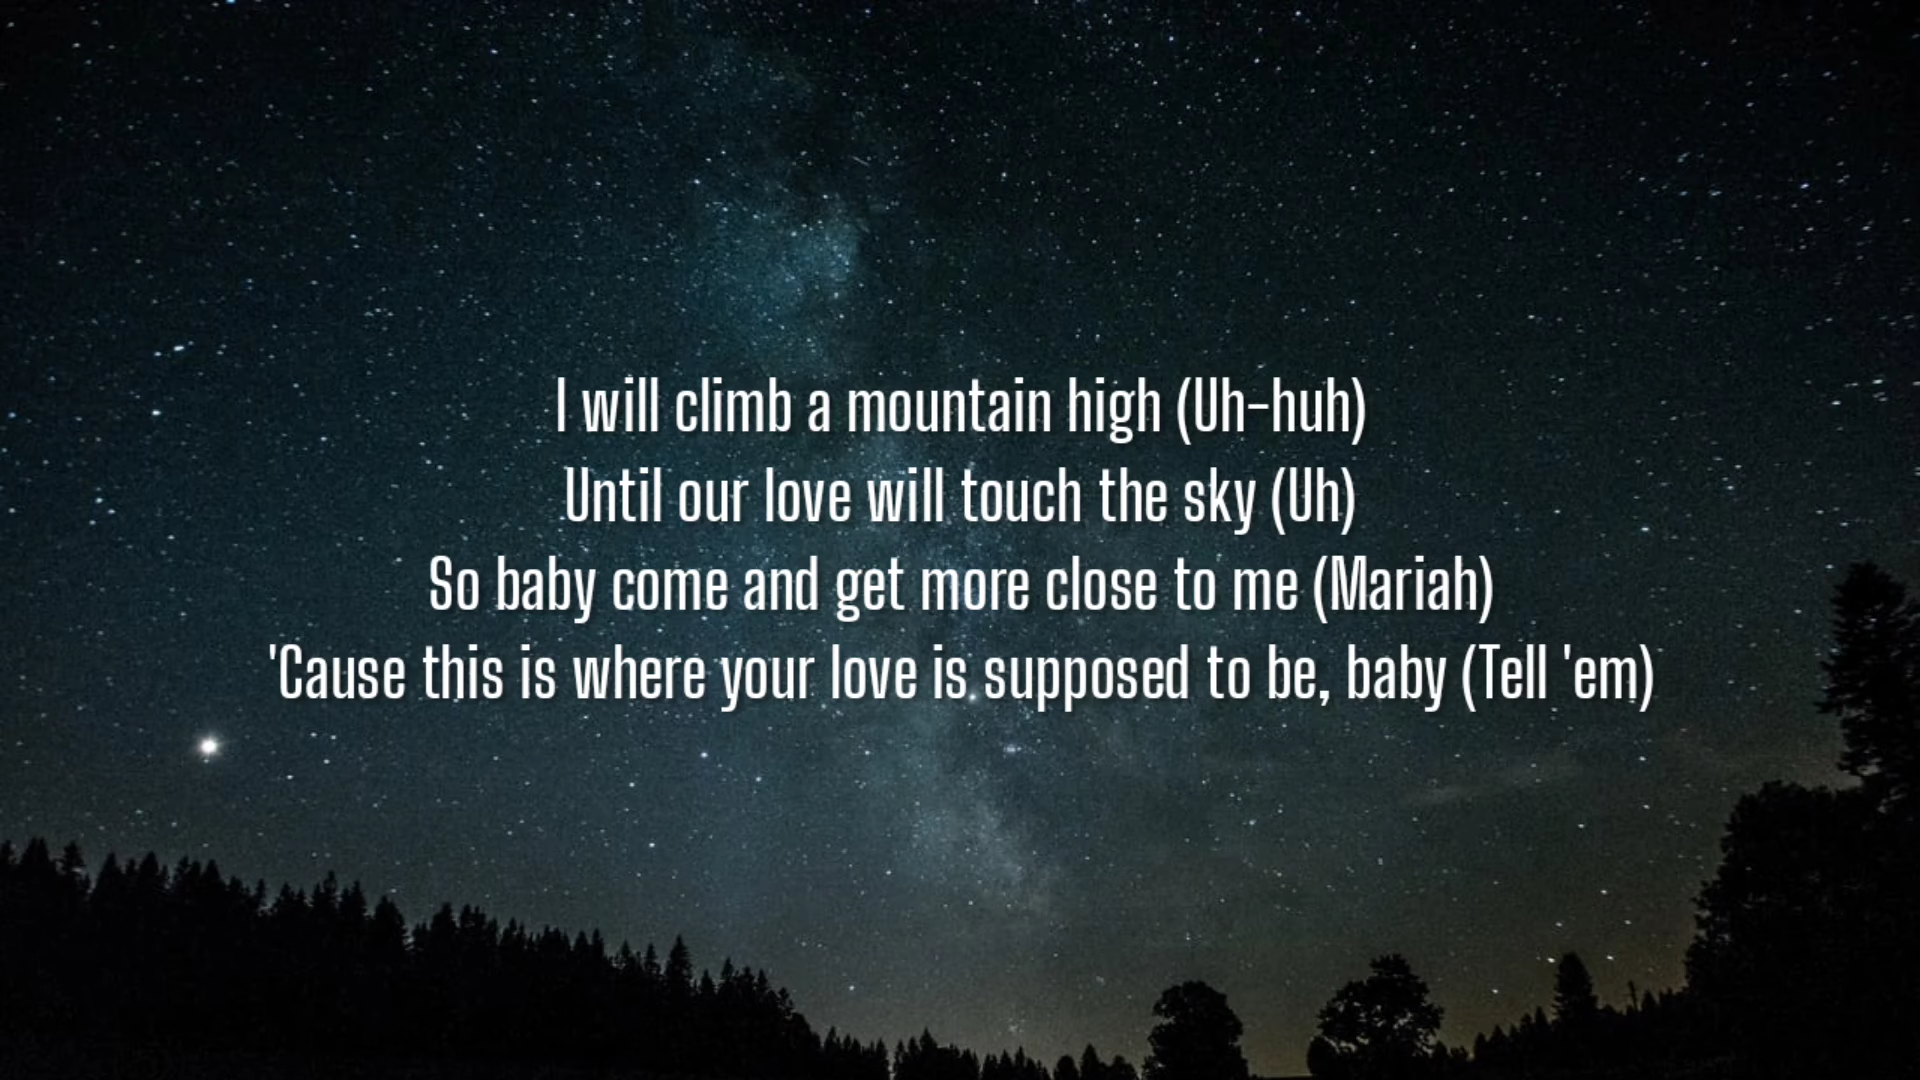 I will climb a mountain high (Uh-huh)
Until our love will touch the sky (Uh)
So baby come and get more close to me (Mariah)
'Cause this is where your love is supposed to be, baby (Tell 'em)